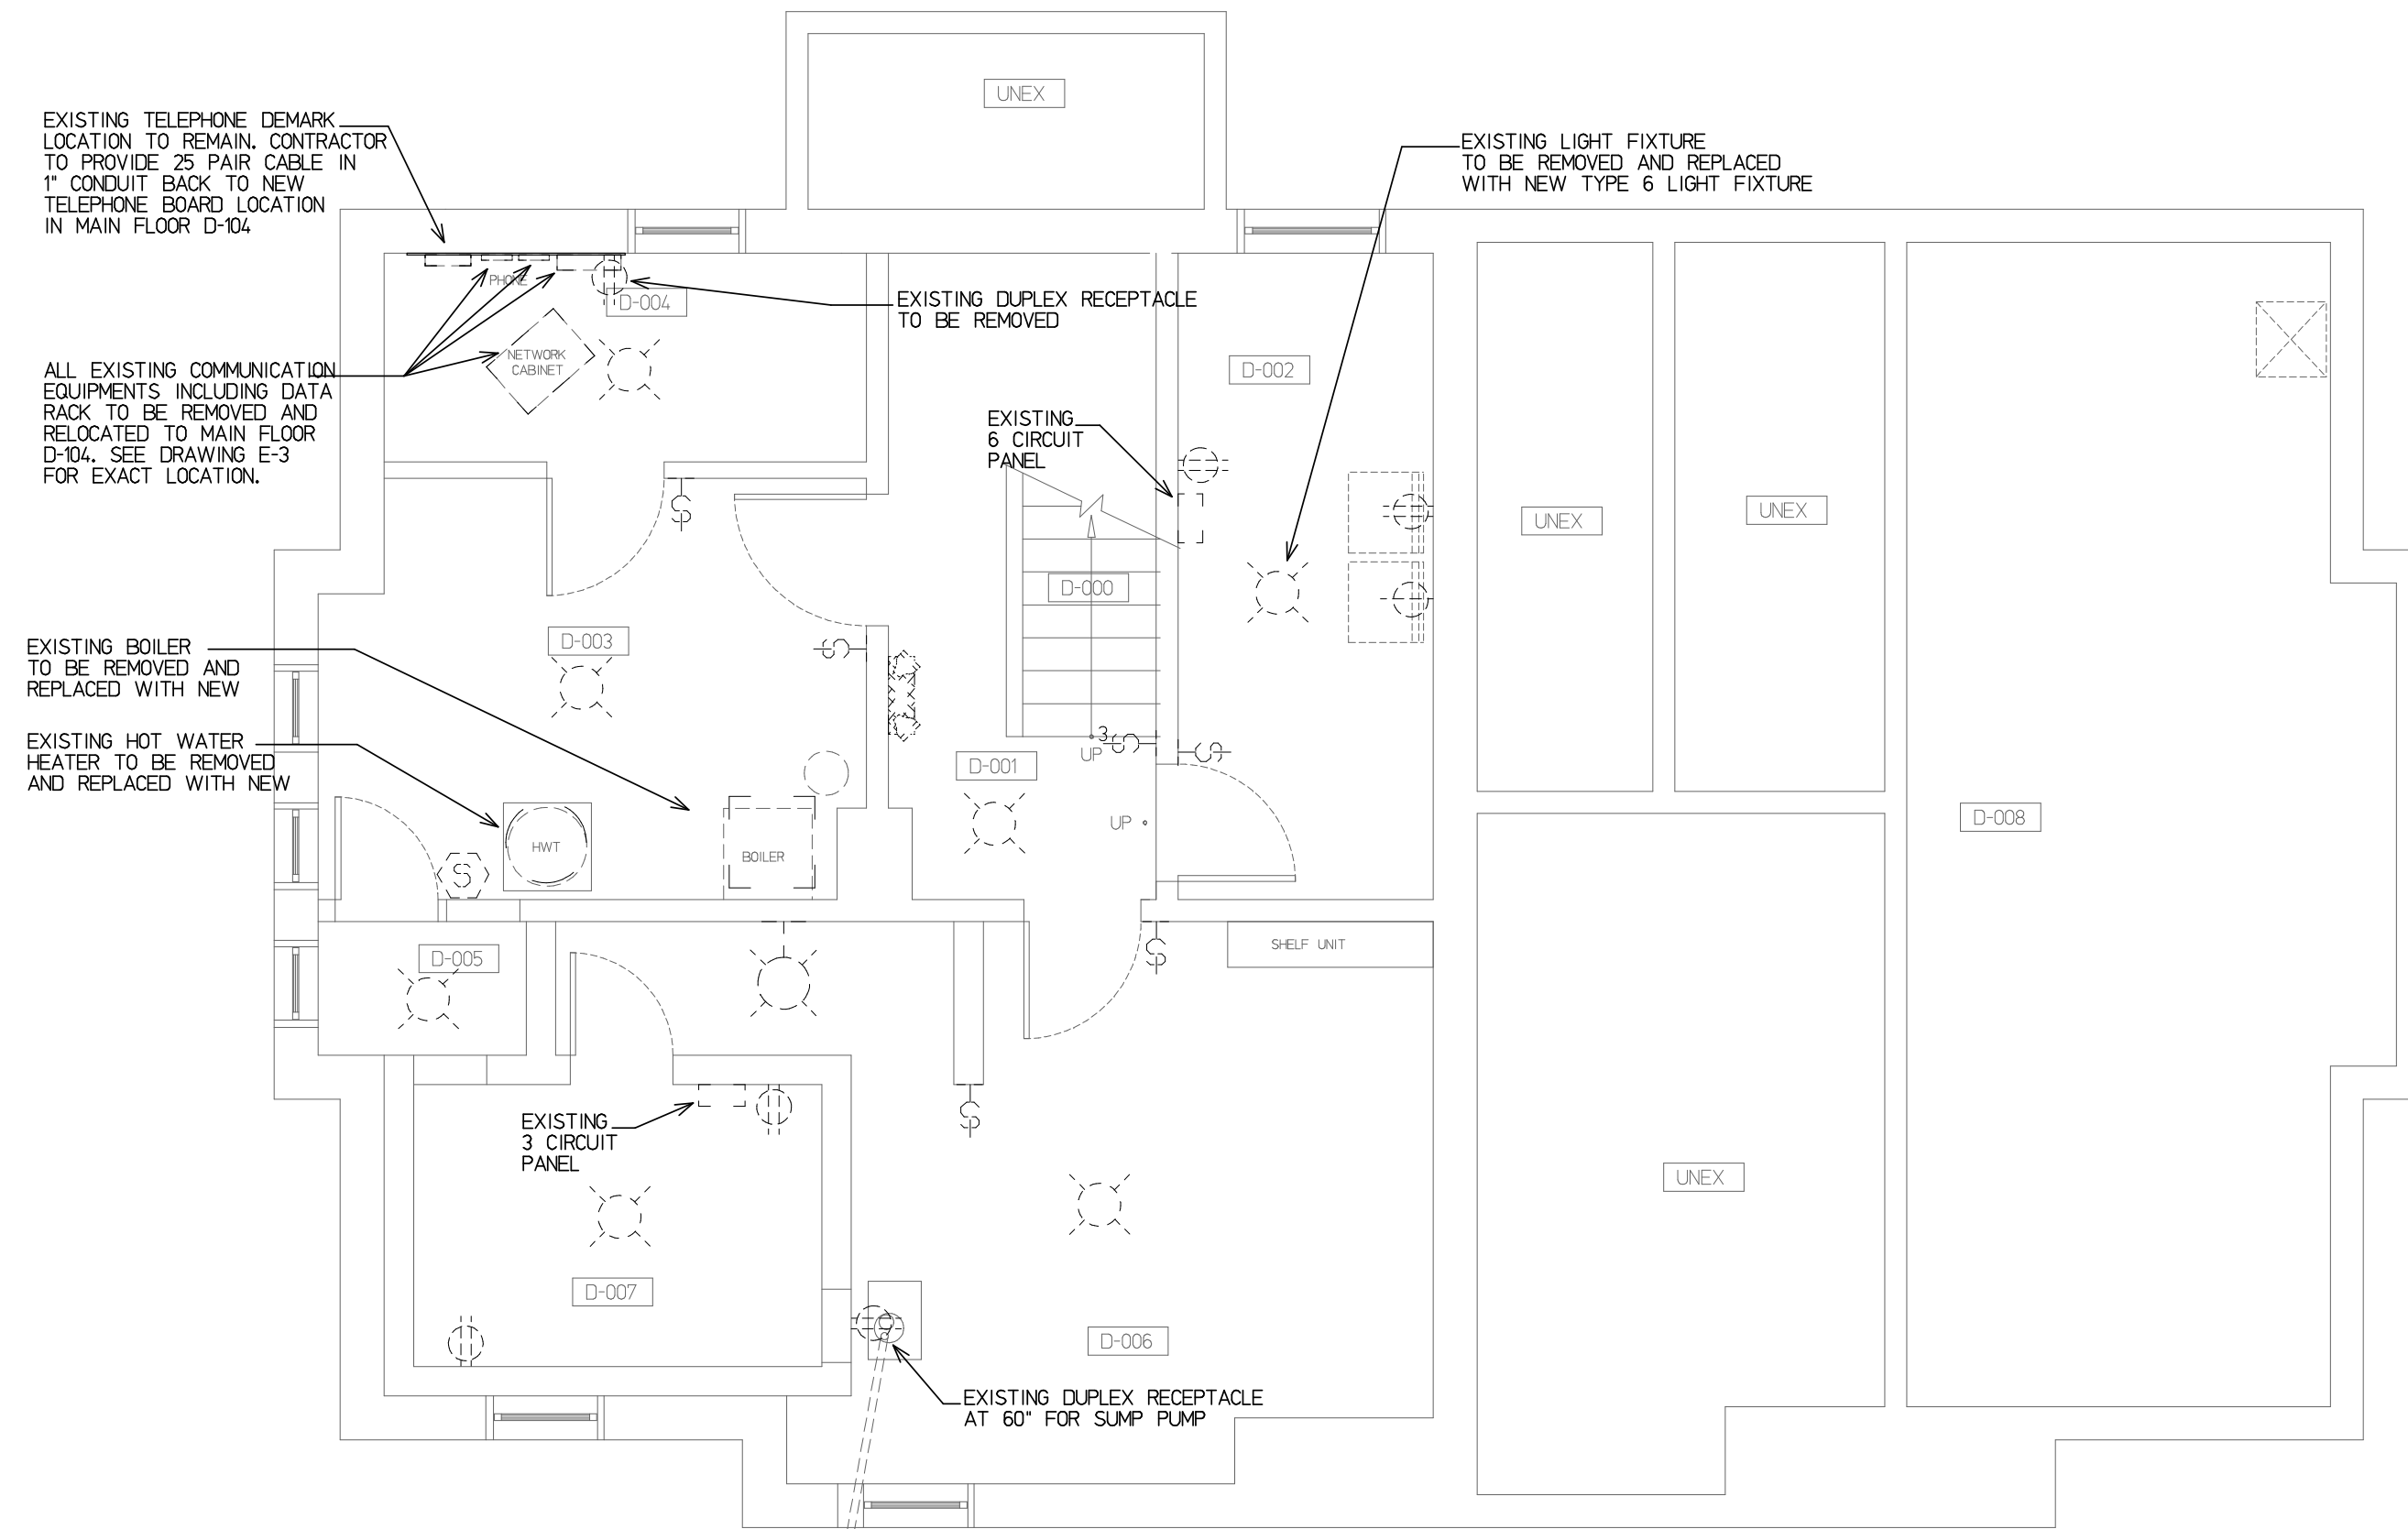 UNEX
EXISTING TELEPHONE DEMARK
LOCATION TO REMAIN. CONTRACTOR
TO PROVIDE 25 PAIR CABLE IN
1" CONDUIT BACK TO NEW
TELEPHONE BOARD LOCATION
IN MAIN FLOOR D-104
EXISTING LIGHT FIXTURE
TO BE REMOVED AND REPLACED
WITH NEW TYPE 6 LIGHT FIXTURE
PHONE
D-004
EXISTING DUPLEX RECEPTACLE
TO BE REMOVED
NETWORK
CABINET
ALL EXISTING COMMUNICATION
EQUIPMENTS INCLUDING DATA
RACK TO BE REMOVED AND
RELOCATED TO MAIN FLOOR
D-104. SEE DRAWING E-3
FOR EXACT LOCATION.
D-002
EXISTING
6 CIRCUIT
PANEL
$
UNEX
UNEX
D-000
D-003
$
EXISTING BOILER
TO BE REMOVED AND
REPLACED WITH NEW
EXISTING HOT WATER
HEATER TO BE REMOVED
AND REPLACED WITH NEW
3
$
$
UP
D-001
UP
D-008
HWT
BOILER
S
D-005
$
SHELF UNIT
EXISTING
3 CIRCUIT
PANEL
$
UNEX
D-007
D-006
EXISTING DUPLEX RECEPTACLE
AT 60" FOR SUMP PUMP